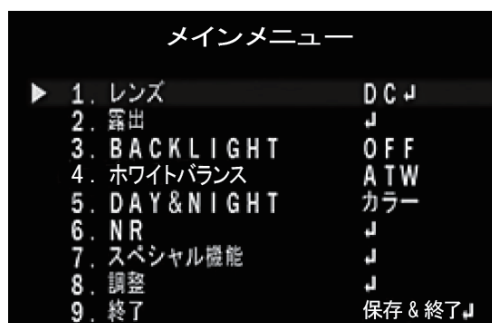 メインメニュー
▶ 1. レンズ DC↲
2. 露出 ↲
3. BACKLIGHT OFF
4. ホワイトバランス ATW
5. DAY&NIGHT カラー
6. NR ↲
7. スペシャル機能 ↲
8. 調整 ↲
9. 終了 保存&終了↲